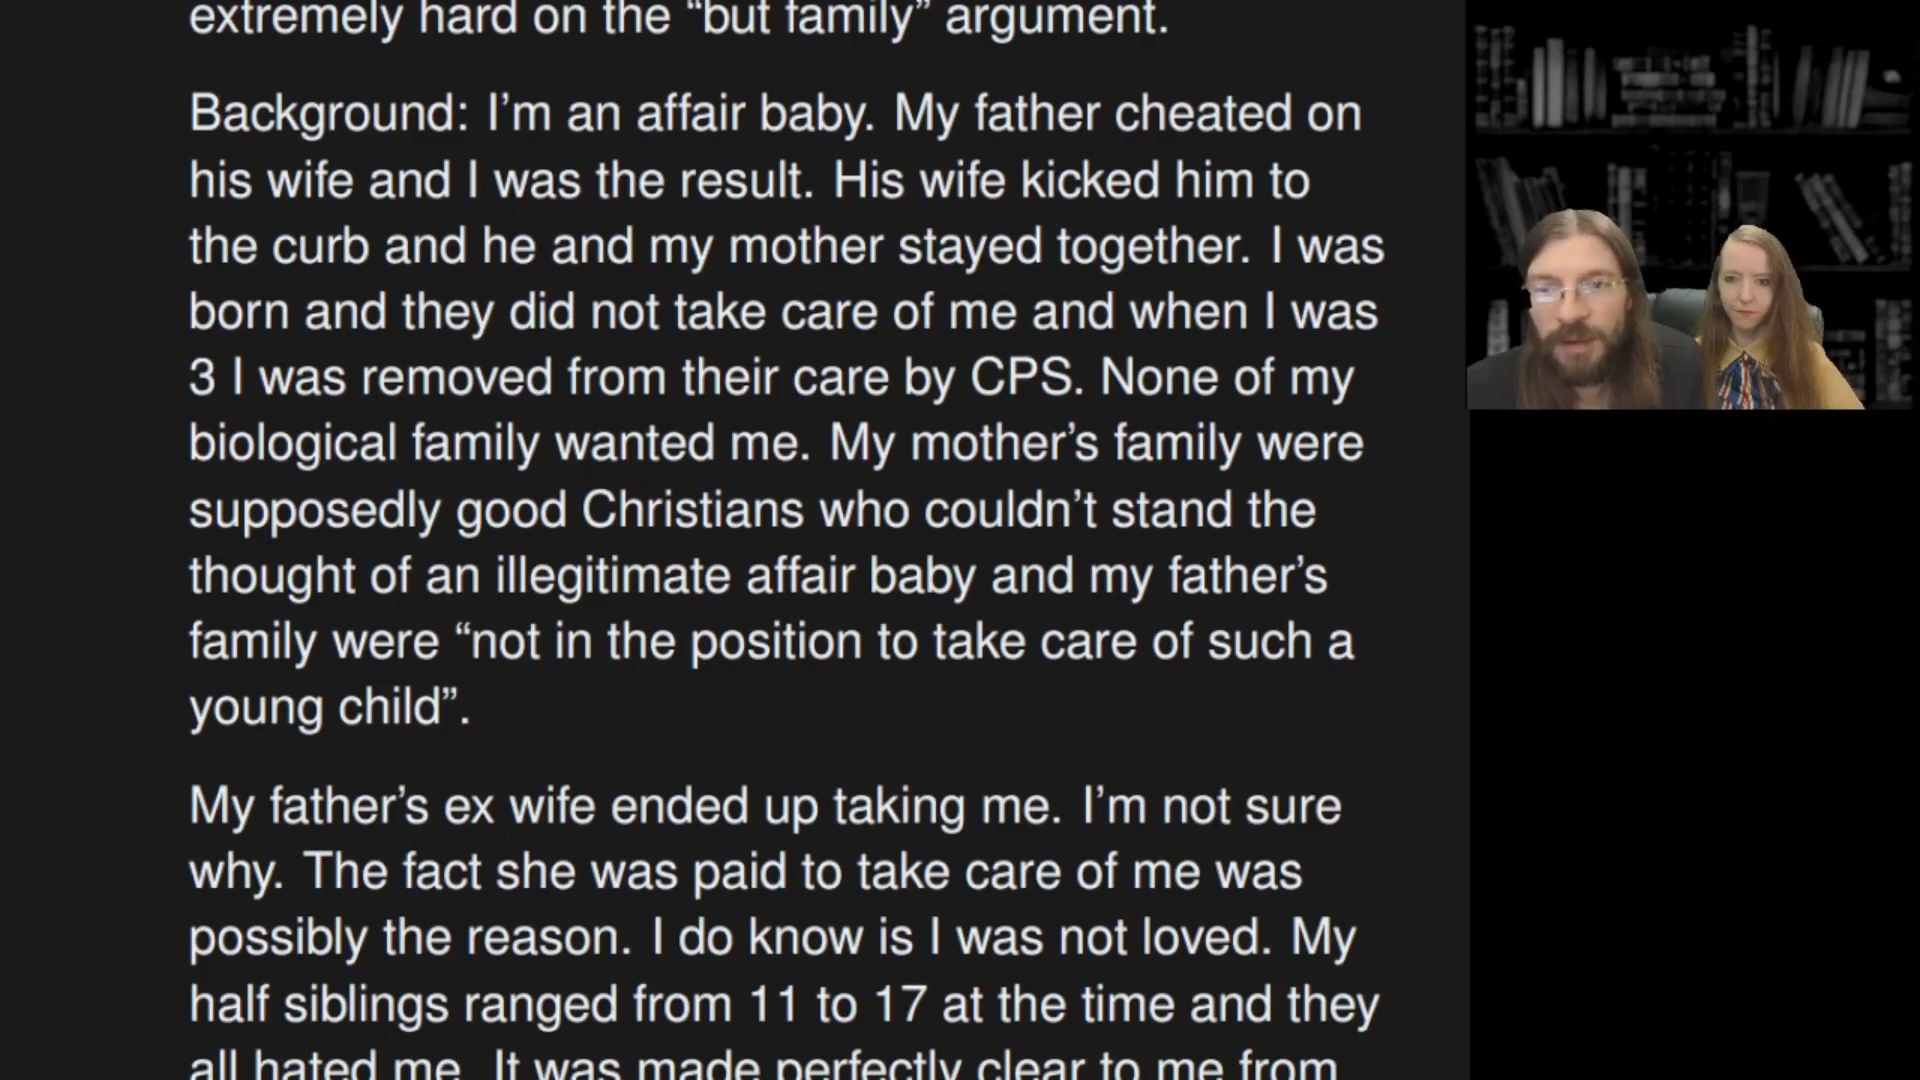 extremely hard on the “but family” argument.
Background: I’m an affair baby. My father cheated on
his wife and I was the result. His wife kicked him to
the curb and he and my mother stayed together. I was
born and they did not take care of me and when I was
3 I was removed from their care by CPS. None of my
biological family wanted me. My mother’s family were
supposedly good Christians who couldn’t stand the
thought of an illegitimate affair baby and my father’s
family were “not in the position to take care of such a
young child”.
My father’s ex wife ended up taking me. I’m not sure
why. The fact she was paid to take care of me was
possibly the reason. I do know is I was not loved. My
half siblings ranged from 11 to 17 at the time and they
all hated me. It was made perfectly clear to me from